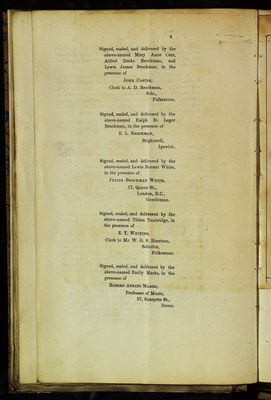 4
Signed, sealed, and delivered by the
above-named Mary Anne Carr,
Alfred Drake Brockman, and
Lewis James Brockman, in the
presence of
JOHN CARTER,
Clerk to A. D. Brockman,
Solr.,
Folkestone.
Signed, sealed, and delivered by the
above-named Ralph St. Leger
Brockman, in the presence of
E. L. BROCKMAN,
Brightwell,
Ipswich.
Signed, sealed, and delivered by the
above-named Lewis Borrett White,
in the presence of
JULIUS BROCKMAN WHITE,
27, Queen St.,
London, E.C.,
Gentleman.
Signed, sealed, and delivered by the
above-named Tilden Tunbridge, in
the presence of
E. T. WHITING,
Clerk to Mr. W. G. S. Harrison,
Solicitor,
Folkestone.
Signed, sealed, and delivered by the
above-named Emily Marks, in the
presence of
ROBERT MARKS,
Professor of Music,
27, Snargate St.,
Dover.